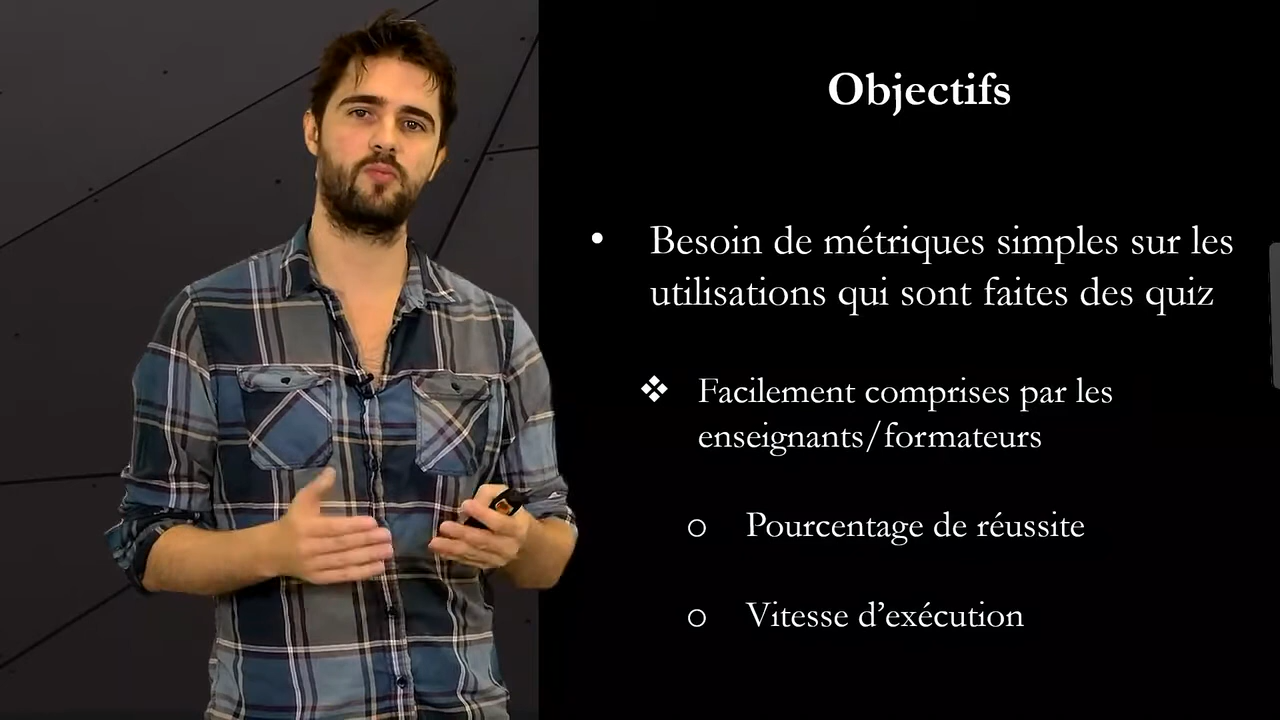 Objectifs
• Besoin de métriques simples sur les
utilisations qui sont faites des quiz
❖ Facilement comprises par les
enseignants/formateurs
o Pourcentage de réussite
o Vitesse d’exécution